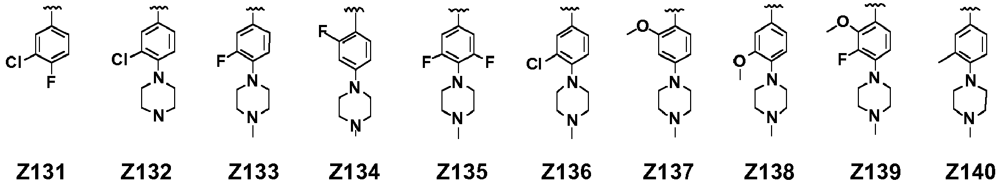 Cl F
Cl N N
F N N
F N N
F F N N
Cl N N
O N N
O N N
O F N N
N N
Z131 Z132 Z133 Z134 Z135 Z136 Z137 Z138 Z139 Z140